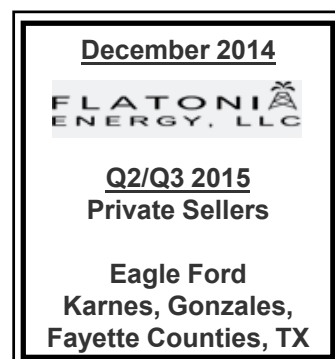 December 2014
FLATONIA
ENERGY, LLC
Q2/Q3 2015
Private Sellers
Eagle Ford
Karnes, Gonzales,
Fayette Counties, TX